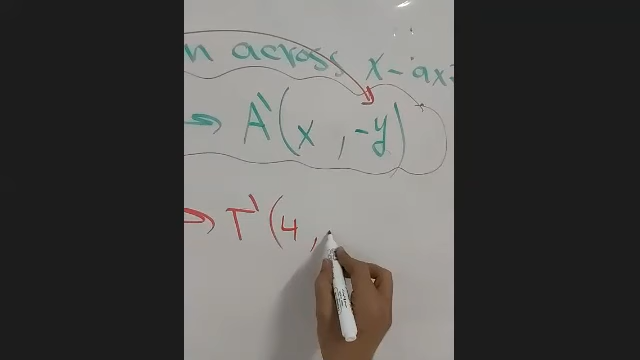 n across x-ax
→ A'(x, -y)
→ T'(4,